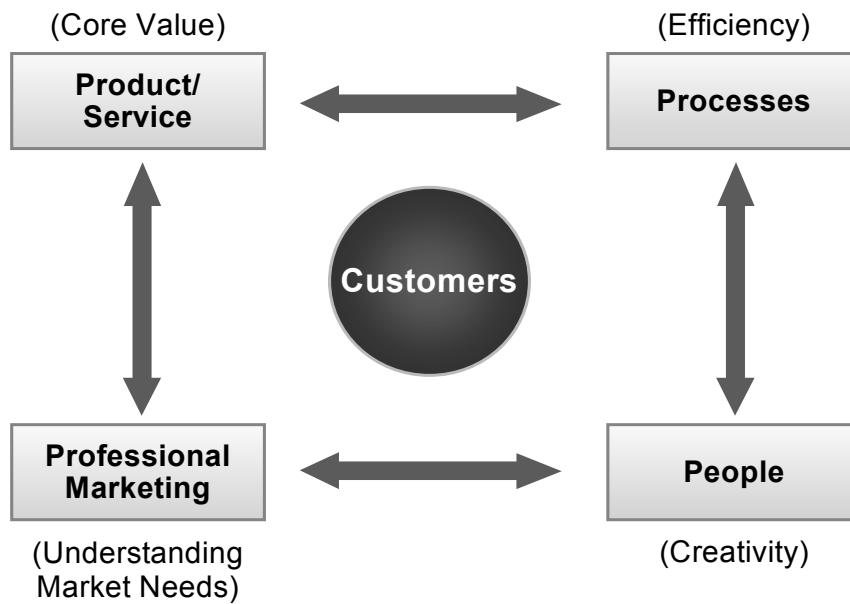 (Core Value)
(Efficiency)
Product/
Service
Processes
Customers
Professional
Marketing
People
(Understanding
Market Needs)
(Creativity)